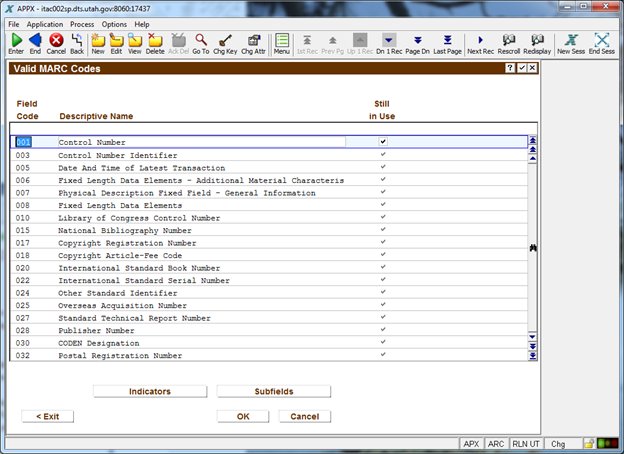 APPX - itac002sp.dts.utah.gov:8060:17437
File Application Process Options Help
Enter End Cancel Back New Edit View Delete Ack Del Go To Chg Key Chg Attr Menu 1st Rec Prev Pg Up 1 Rec Dn 1 Rec Page Dn Last Page Next Rec Rescroll Redisplay New Sess End Sess
Valid MARC Codes
Field Still
Code Descriptive Name in Use
001 Control Number
003 Control Number Identifier
005 Date And Time of Latest Transaction
006 Fixed Length Data Elements - Additional Material Characteris
007 Physical Description Fixed Field - General Information
008 Fixed Length Data Elements
010 Library of Congress Control Number
015 National Bibliography Number
017 Copyright Registration Number
018 Copyright Article-Fee Code
020 International Standard Book Number
022 International Standard Serial Number
024 Other Standard Identifier
025 Overseas Acquisition Number
027 Standard Technical Report Number
028 Publisher Number
030 CODEN Designation
032 Postal Registration Number
Indicators Subfields
< Exit OK Cancel
APX ARC RLN UT Chg